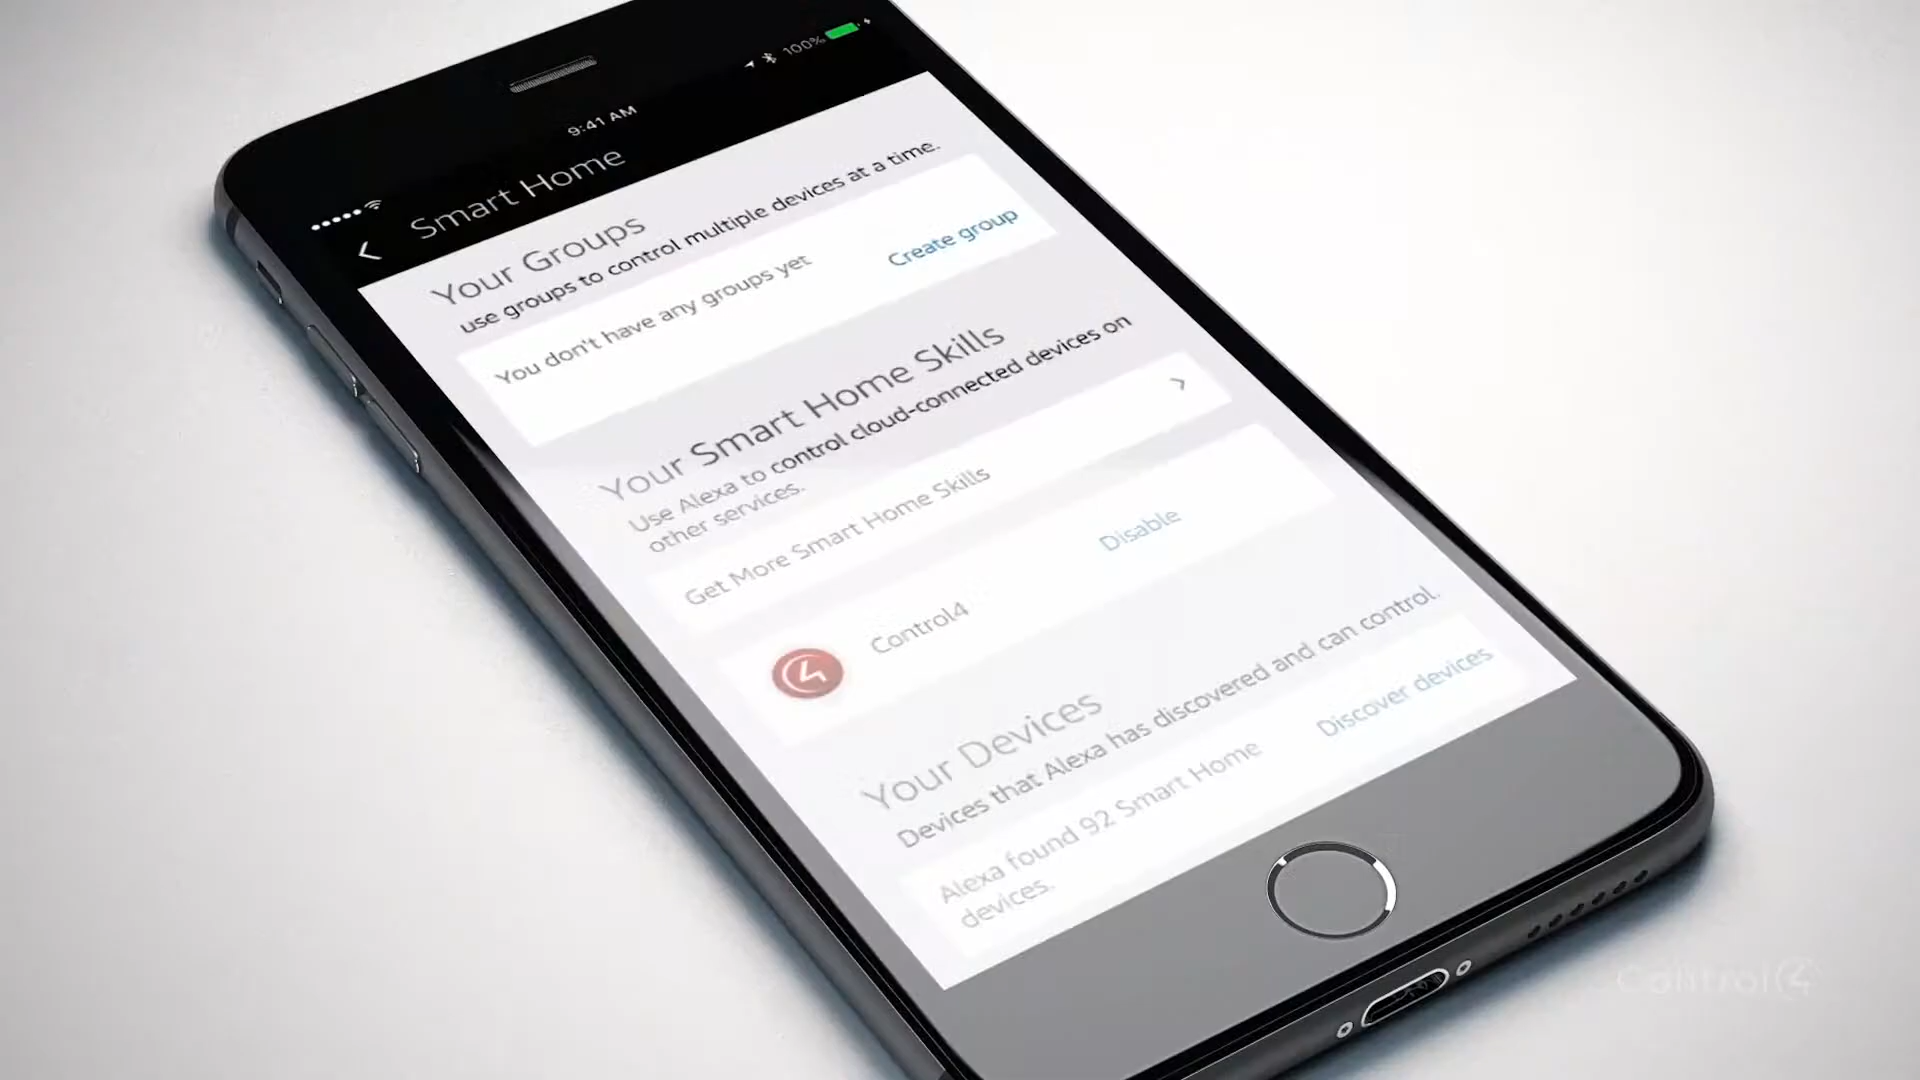 9:41 AM
100%
Smart Home
Your Groups
use groups to control multiple devices at a time.
You don't have any groups yet
Create group
Your Smart Home Skills
Use Alexa to control cloud-connected devices on
other services.
Get More Smart Home Skills
Control4
Disable
Your Devices
Devices that Alexa has discovered and can control.
Alexa found 92 Smart Home
devices.
Discover devices
Control4